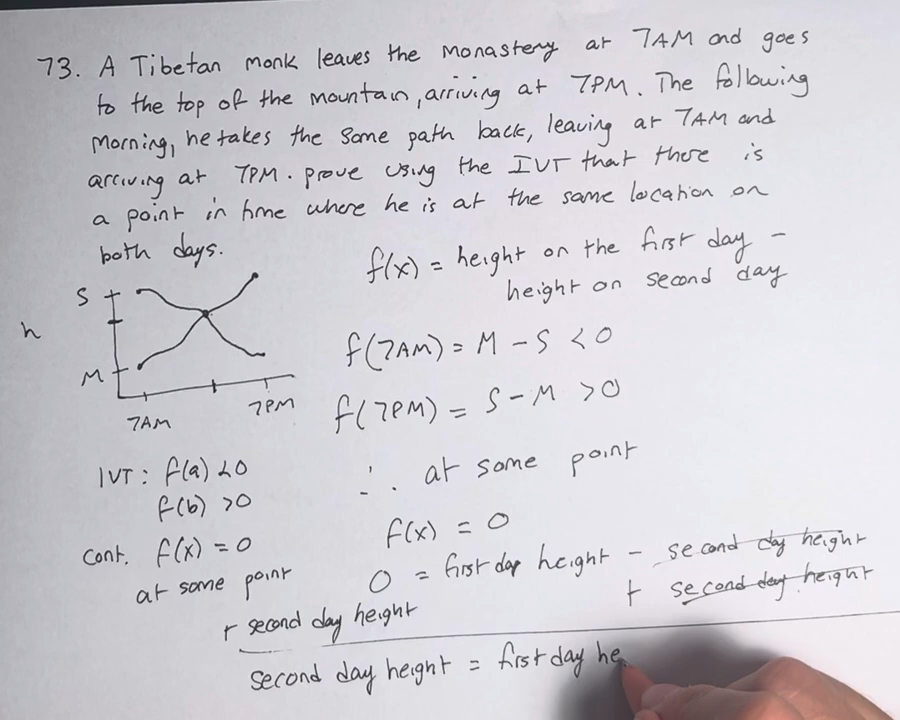 73. A Tibetan monk leaves the monastery at 7AM and goes
to the top of the mountain, arriving at 7PM. The following
morning, he takes the same path back, leaving at 7AM and
arriving at 7PM. prove using the IVT that there is
a point in time where he is at the same location on
both days.
f(x) = height on the first day -
height on second day
S
h
M
7AM
7PM
f(7AM) = M - S < 0
f(7PM) = S - M > 0
IVT: f(a) < 0
f(b) > 0
cont. f(x) = 0
at some point
∴ at some point
f(x) = 0
0 = first day height - second day height
+ second day height
+ second day height
second day height = first day he